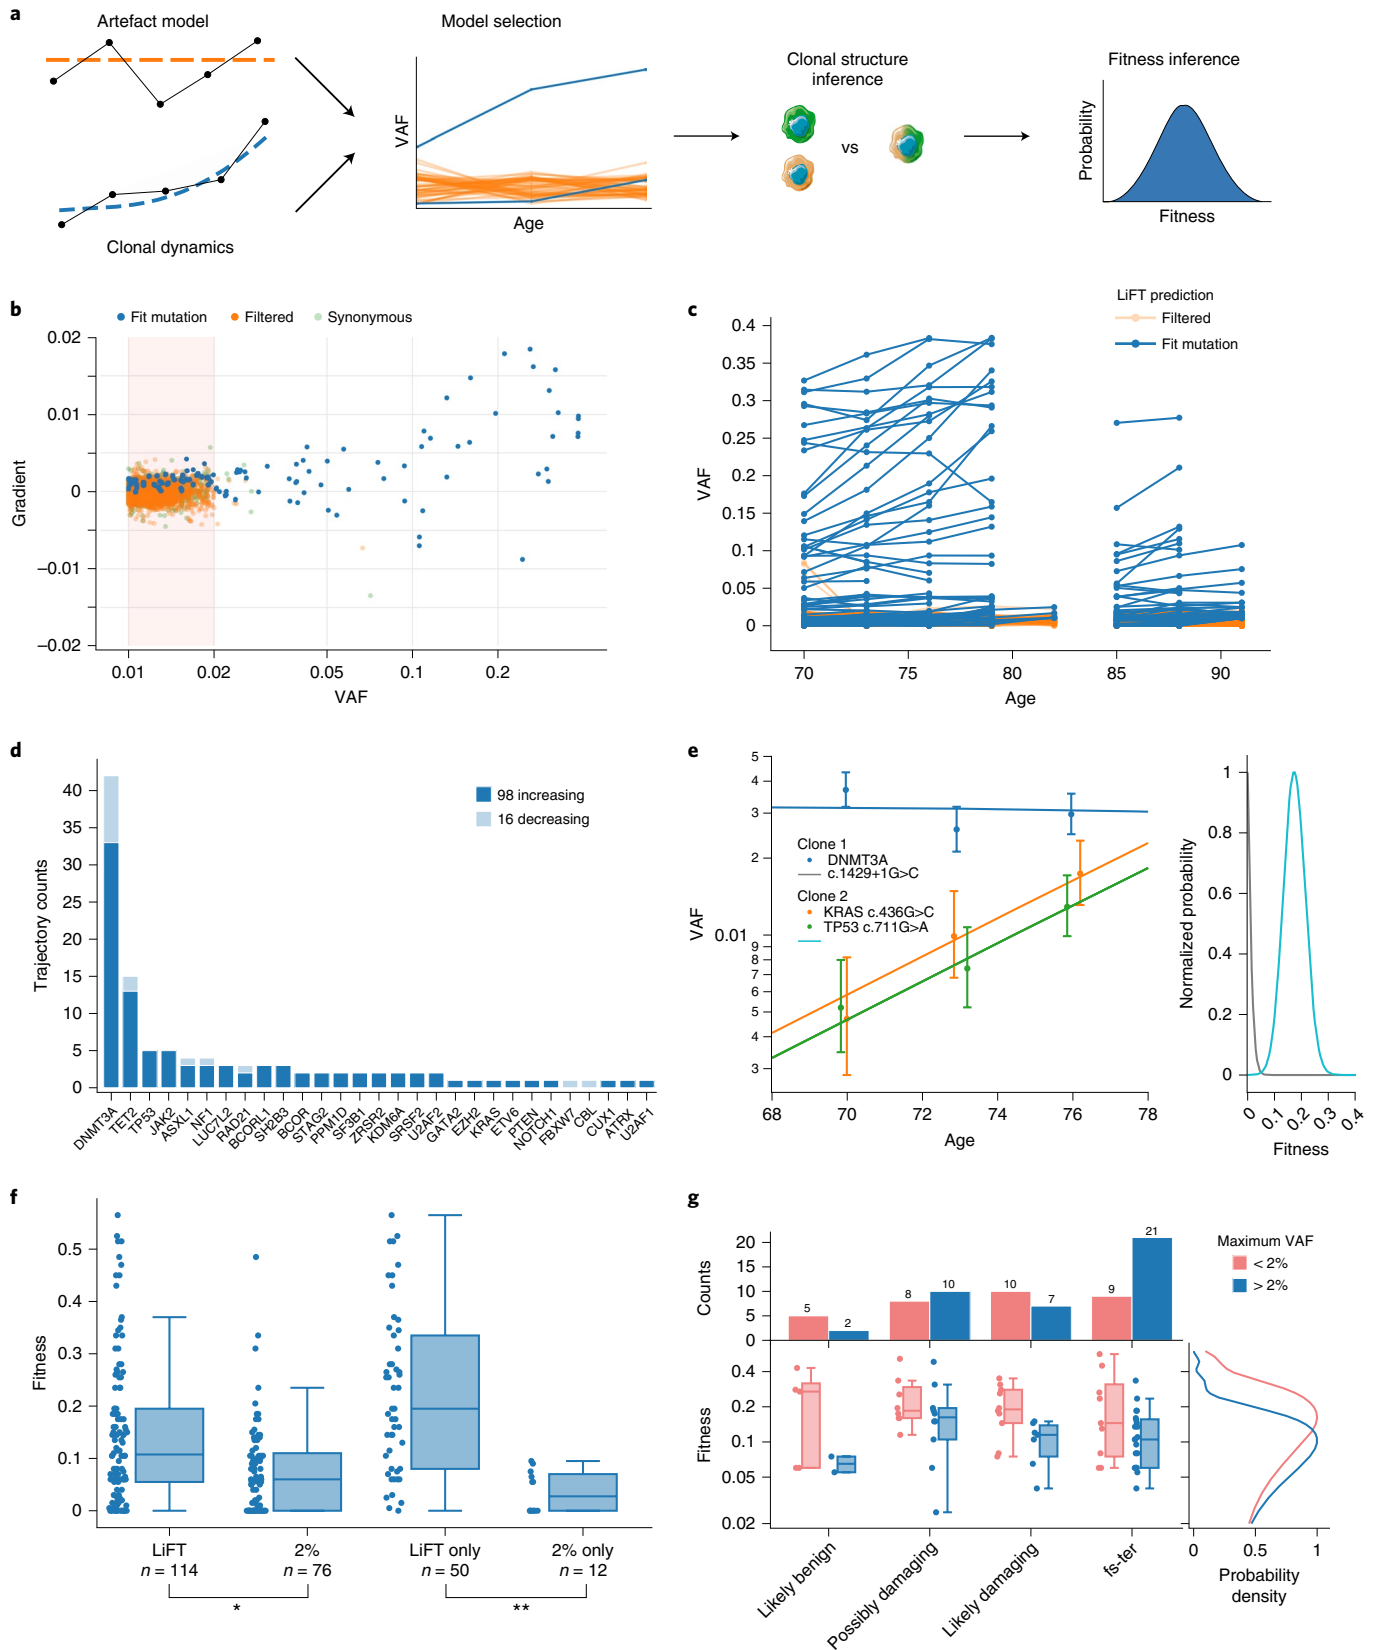 a
Artefact model
Clonal dynamics
Model selection
VAF
Age
Clonal structure
inference
vs
Fitness inference
Probability
Fitness
b
Fit mutation
Filtered
Synonymous
0.02
0.01
0
−0.01
−0.02
Gradient
0.01
0.02
0.05
0.1
0.2
VAF
c
LiFT prediction
Filtered
Fit mutation
0.4
0.35
0.3
0.25
0.2
0.15
0.1
0.05
0
VAF
70
75
80
85
90
Age
d
98 increasing
16 decreasing
40
35
30
25
20
15
10
5
0
Trajectory counts
DNMT3A
TET2
TP53
JAK2
ASXL1
NF1
LUC7L2
RAD21
BCORL1
SH2B3
BCOR
STAG2
PPM1D
SF3B1
ZRSR2
KDM6A
SRSF2
U2AF2
GATA2
EZH2
KRAS
ETV6
PTEN
NOTCH1
FBXW7
CBL
CUX1
ATRX
U2AF1
e
5
4
3
2
0.01
9
8
7
6
5
4
3
VAF
Clone 1
DNMT3A
c.1429+1G>C
Clone 2
KRAS c.436G>C
TP53 c.711G>A
68
70
72
74
76
78
Age
1
0.8
0.6
0.4
0.2
0
Normalized probability
0
0.1
0.2
0.3
0.4
Fitness
f
0.5
0.4
0.3
0.2
0.1
0
Fitness
LiFT
n = 114
2%
n = 76
LiFT only
n = 50
2% only
n = 12
*
**
g
Maximum VAF
< 2%
> 2%
20
15
10
5
0
Counts
5
2
8
10
10
7
9
21
0.4
0.2
0.1
0.05
0.02
Fitness
Likely benign
Possibly damaging
Likely damaging
fs-ter
0
0.5
1
Probability
density